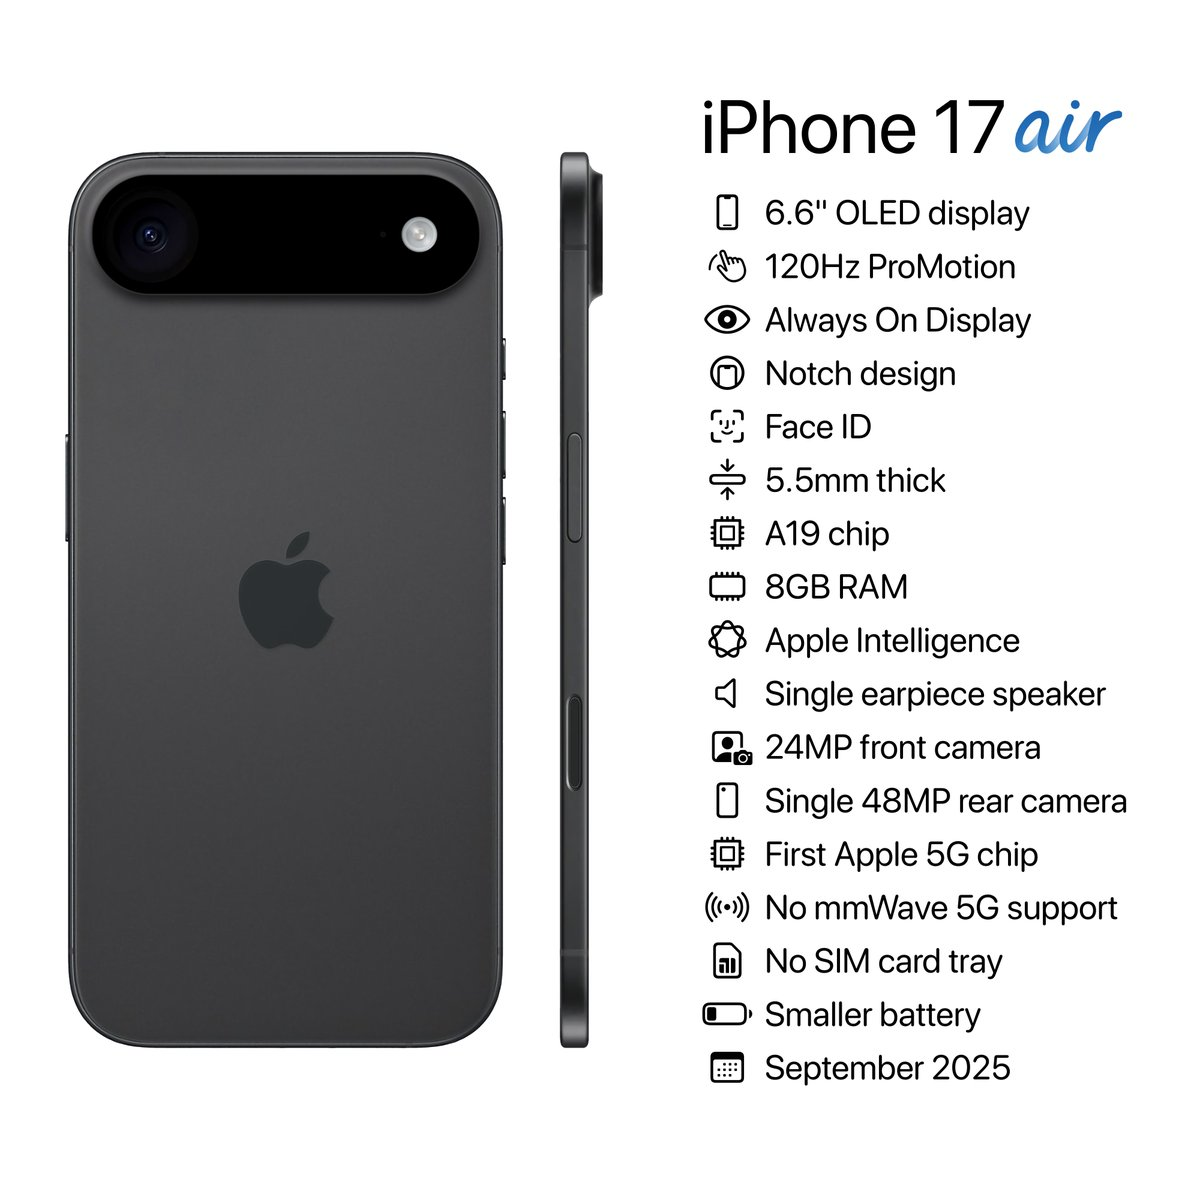 iPhone 17 air
6.6" OLED display
120Hz ProMotion
Always On Display
Notch design
Face ID
5.5mm thick
A19 chip
8GB RAM
Apple Intelligence
Single earpiece speaker
24MP front camera
Single 48MP rear camera
First Apple 5G chip
No mmWave 5G support
No SIM card tray
Smaller battery
September 2025